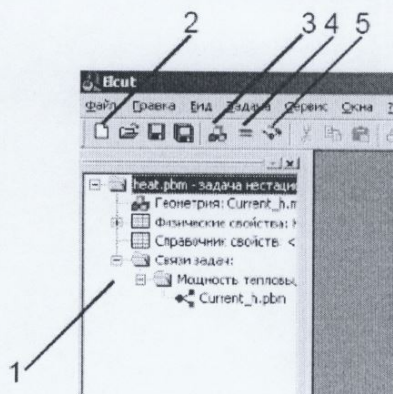 2 3 4 5
Elcut
Файл Правка Вид Задача Сервис Окна ?
heat.pbm - задача нестаци
Геометрия: Current_h.m
Физические свойства:
Справочник свойств: <
Связи задач:
Мощность тепловы
Current_h.pbm
1